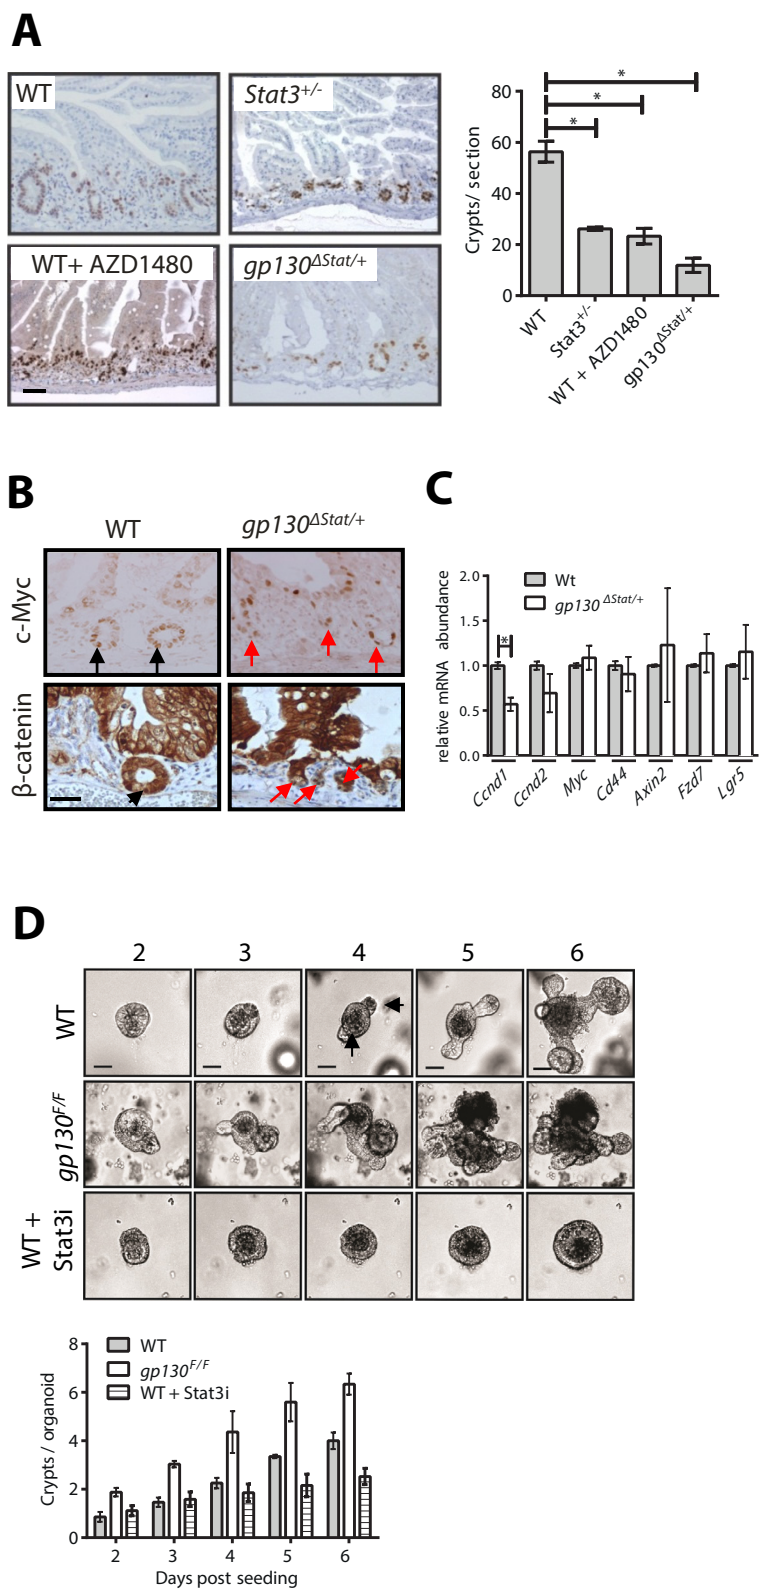 A
WT
Stat3+/-
WT+ AZD1480
gp130ΔStat/+
Crypts/ section
80
60
40
20
0
*
*
*
WT
Stat3+/-
WT + AZD1480
gp130ΔStat/+
B
WT
gp130ΔStat/+
c-Myc
β-catenin
C
relative mRNA abundance
2.0
1.5
1.0
0.5
0.0
Wt
gp130 ΔStat/+
*
Ccnd1
Ccnd2
Myc
Cd44
Axin2
Fzd7
Lgr5
D
2 3 4 5 6
WT
gp130F/F
WT +
Stat3i
Crypts / organoid
8
6
4
2
0
WT
gp130F/F
WT + Stat3i
2 3 4 5 6
Days post seeding